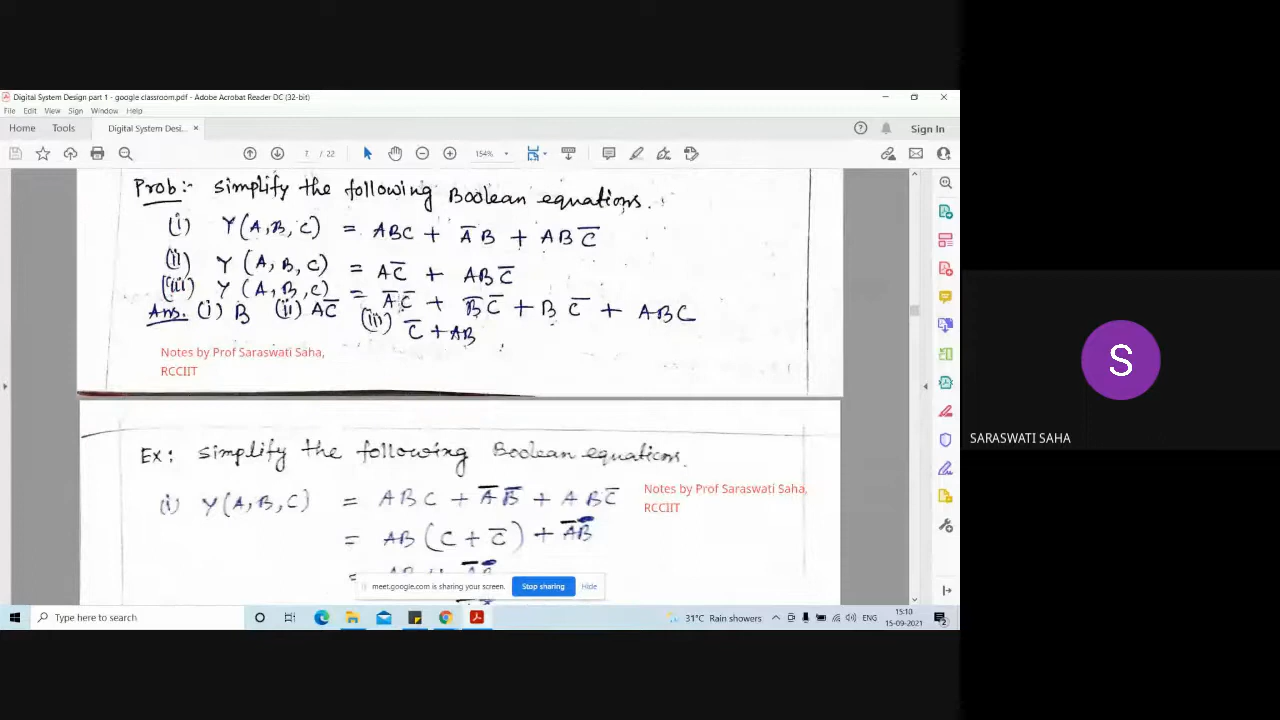 Digital System Design part 1 - google classroom.pdf - Adobe Acrobat Reader DC (32-bit)
File Edit View Sign Window Help
Home Tools Digital System Desi... × Sign In
7 / 22 154%
Prob:- Simplify the following Boolean equations.
(i) Y(A,B,C) = ABC + A̅B + ABC̅
(ii) Y(A,B,C) = AC̅ + ABC̅
(iii) Y(A,B,C) = A̅C̅ + B̅C̅ + BC̅ + ABC
Ans. (i) B (ii) AC̅ (iii) C̅ + AB
Notes by Prof Saraswati Saha,
RCCIIT
Ex: Simplify the following Boolean equations.
(i) Y(A,B,C) = ABC + A̅B̅ + ABC̅
Notes by Prof Saraswati Saha,
RCCIIT
= AB(C + C̅) + A̅B̅
=
meet.google.com is sharing your screen. Stop sharing Hide
Type here to search
31°C Rain showers ENG
15:10
15-09-2021
2
S
SARASWATI SAHA